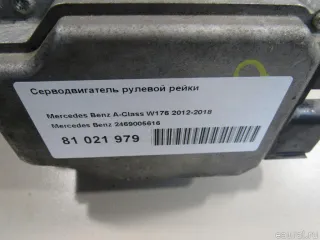 Серводвигатель рулевой рейки
Mercedes Benz A-Class W176 2012-2018
Mercedes Benz 2469005616
81 021 979